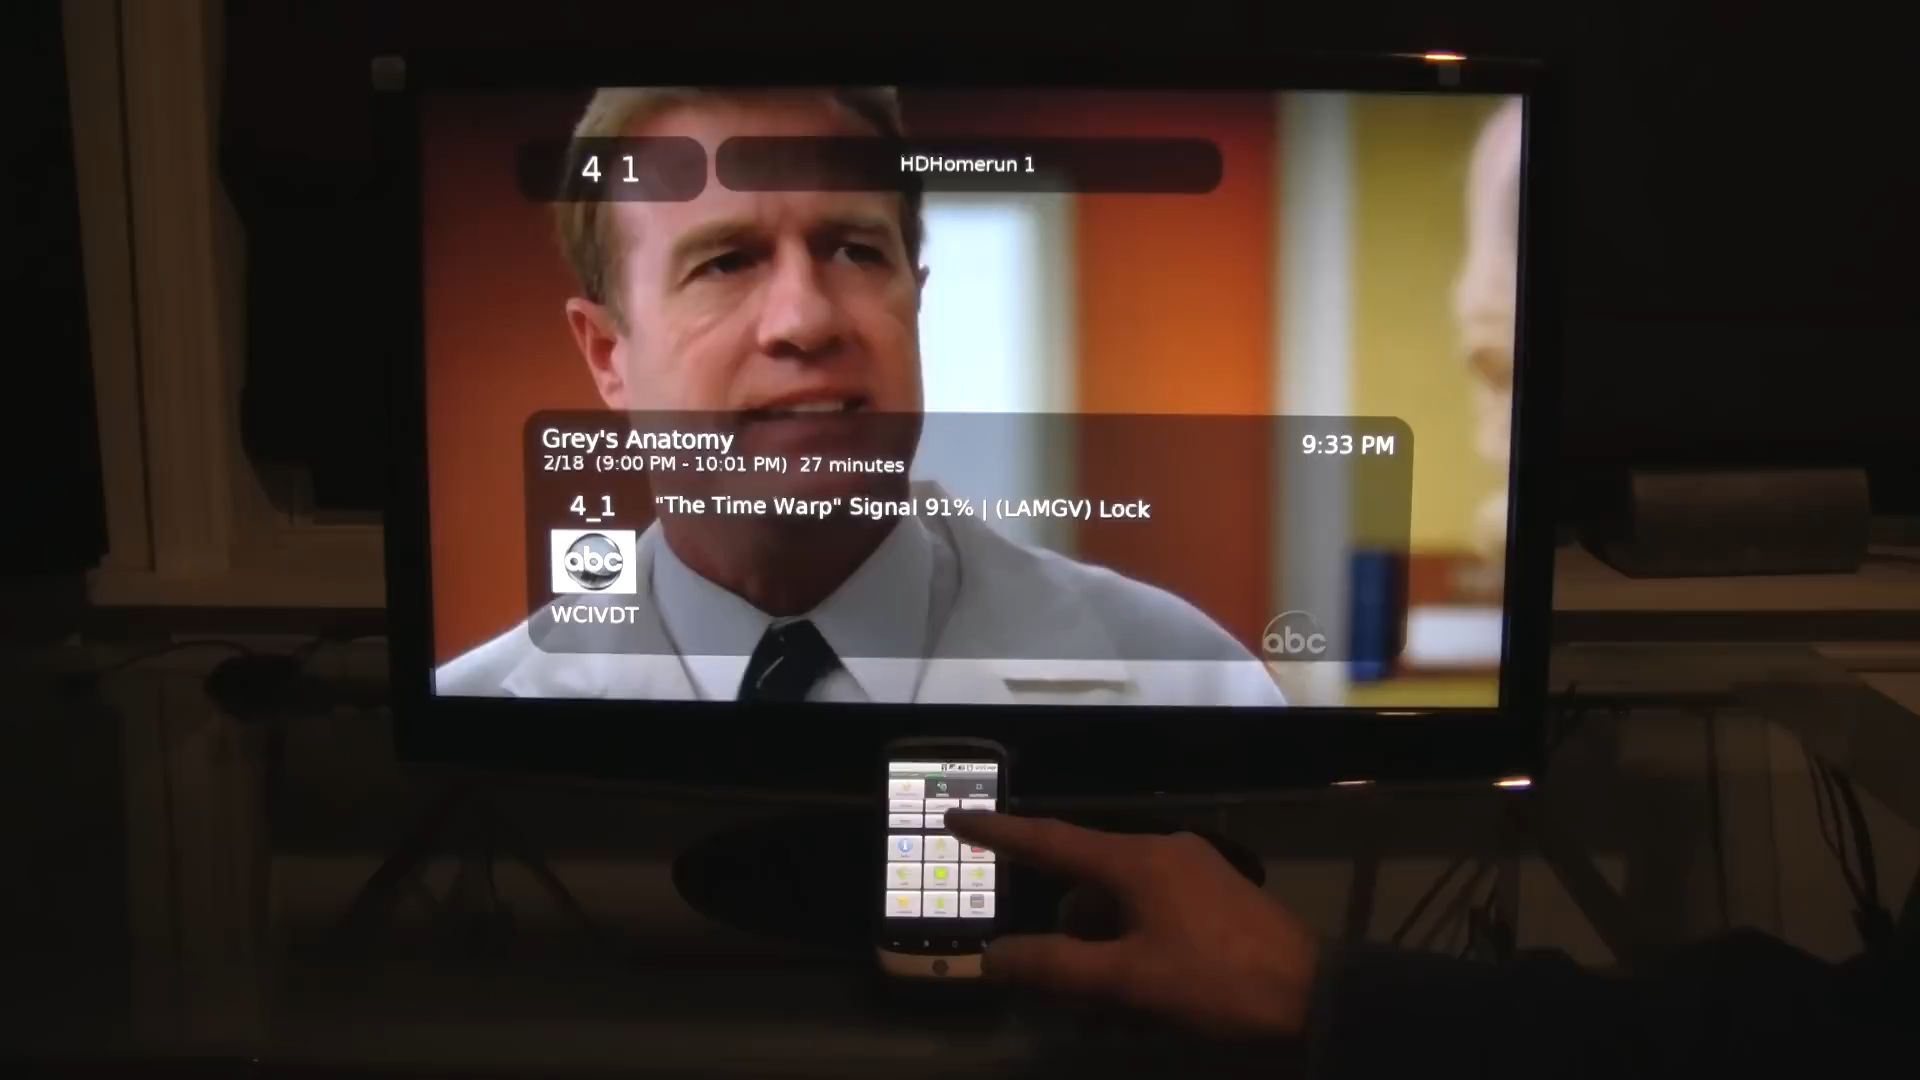 4 1
HDHomerun 1
Grey's Anatomy
9:33 PM
2/18 (9:00 PM - 10:01 PM) 27 minutes
4_1 "The Time Warp" Signal 91% | (LAMGV) Lock
abc
WCIVDT
abc